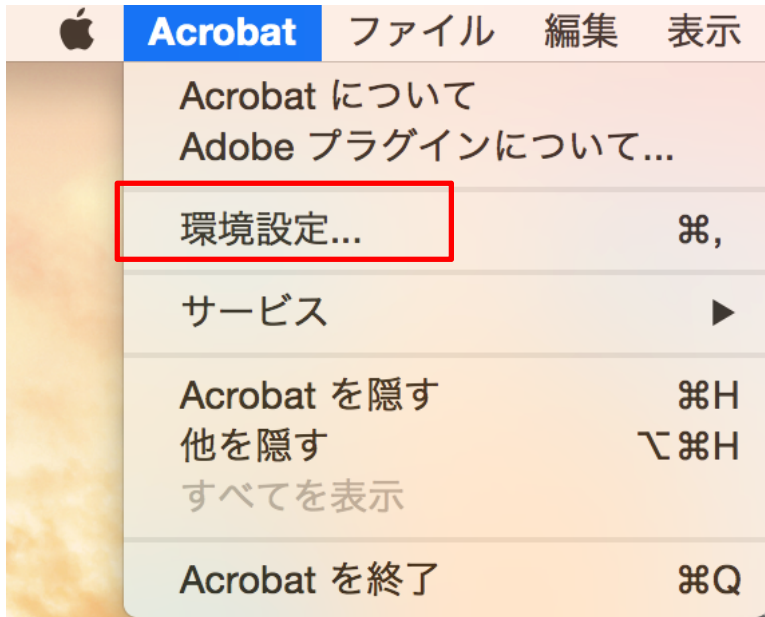 Acrobat ファイル 編集 表示
Acrobat について
Adobe プラグインについて...
環境設定... ⌘,
サービス ▶
Acrobat を隠す ⌘H
他を隠す ⌥⌘H
すべてを表示
Acrobat を終了 ⌘Q